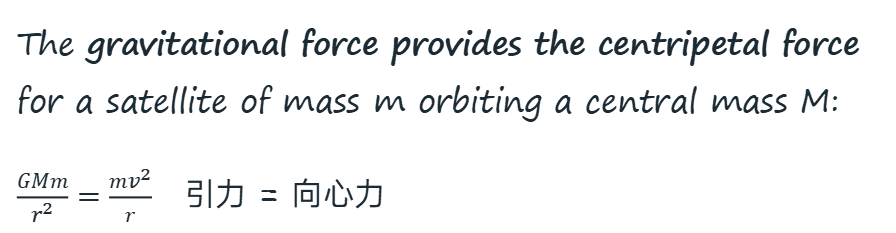 The gravitational force provides the centripetal force
for a satellite of mass m orbiting a central mass M:
GMm/r² = mv²/r 引力 = 向心力